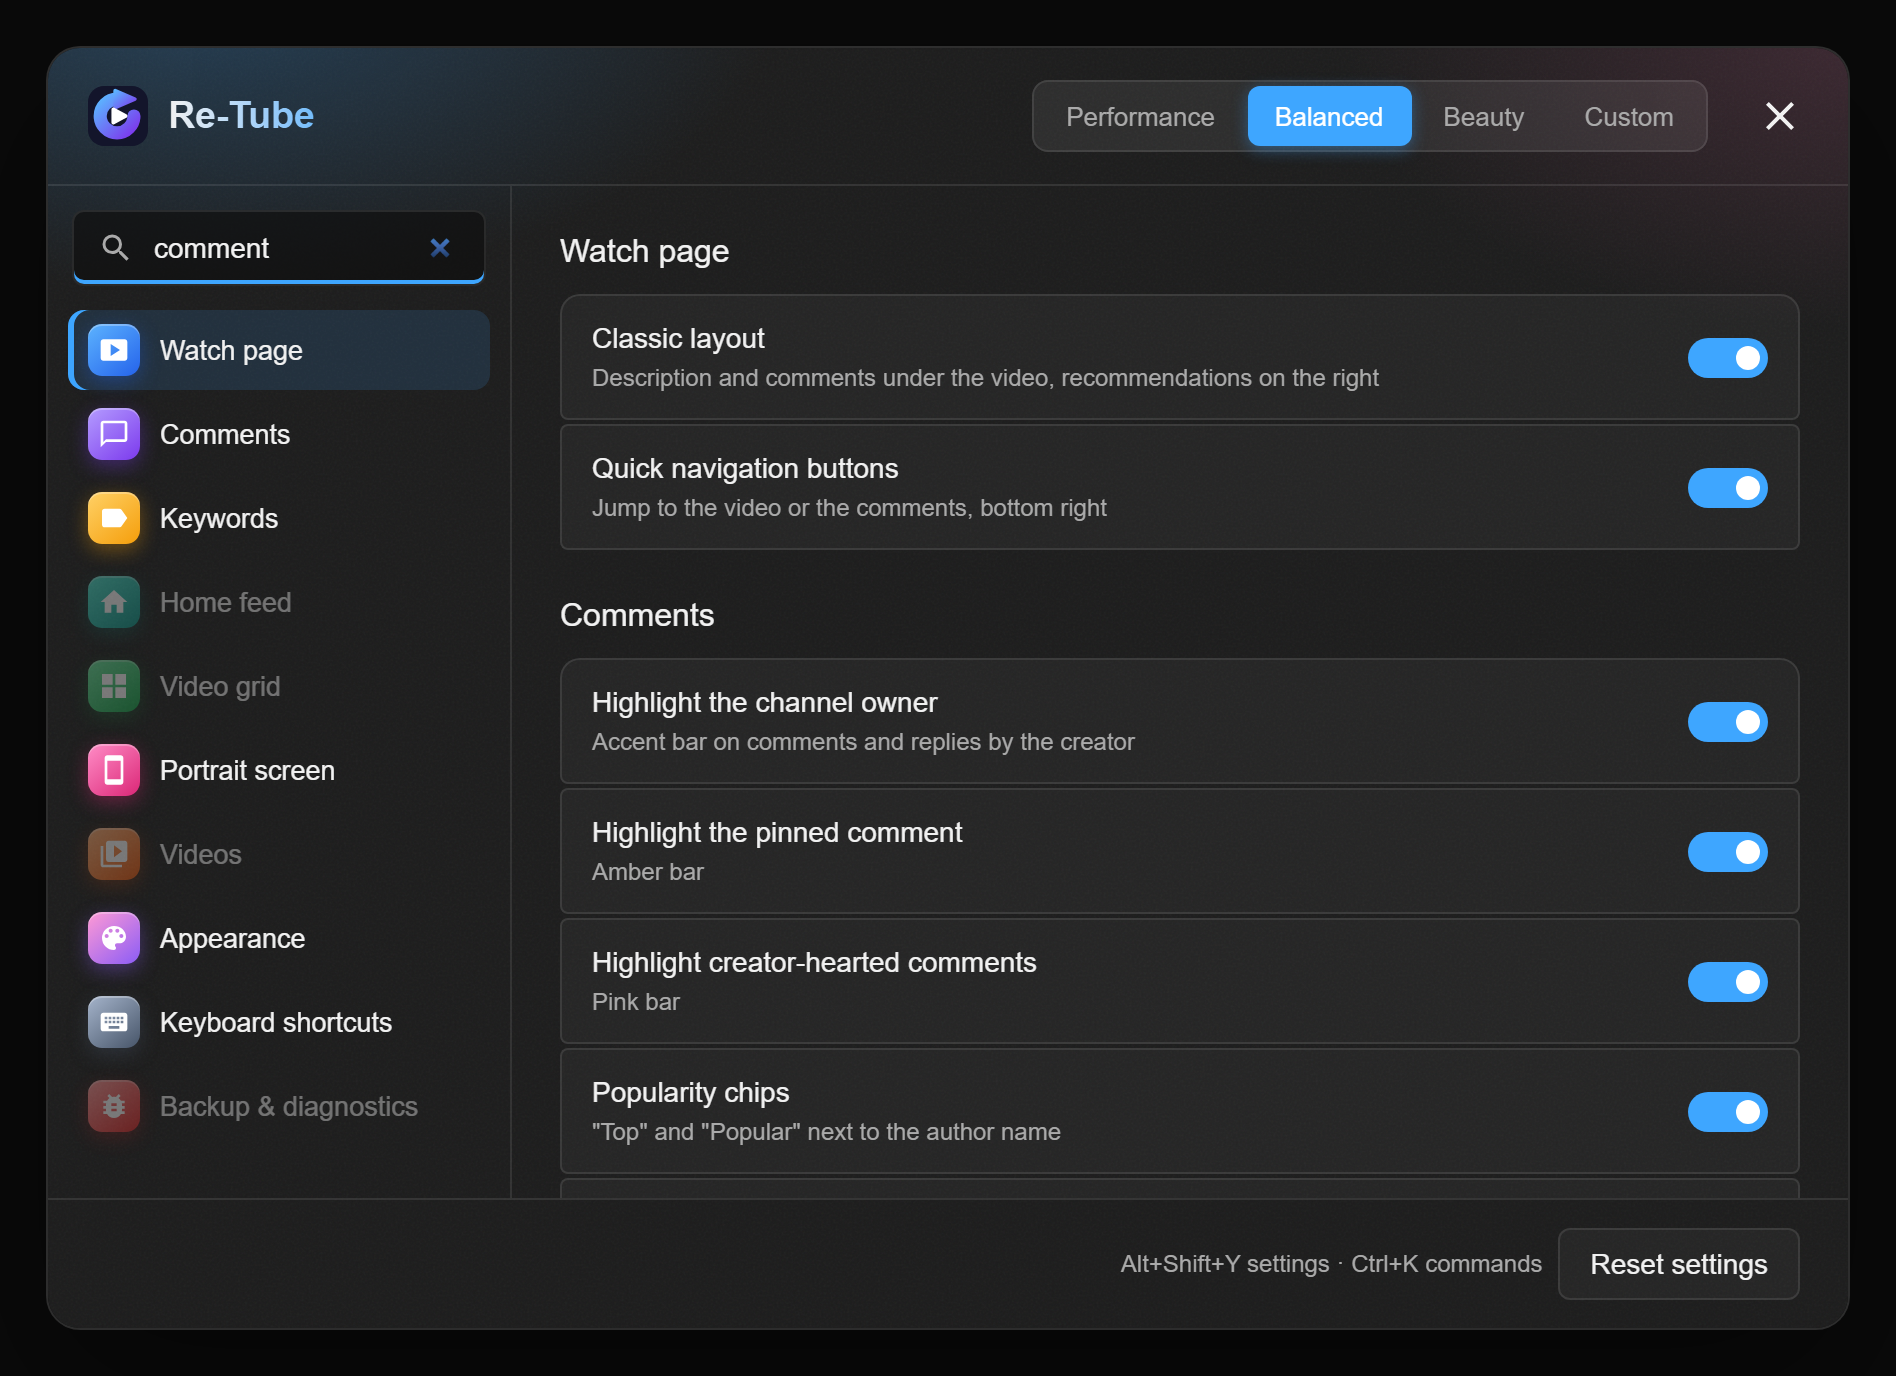 Re-Tube
Performance
Balanced
Beauty
Custom
comment
Watch page
Comments
Keywords
Home feed
Video grid
Portrait screen
Videos
Appearance
Keyboard shortcuts
Backup & diagnostics
Watch page
Classic layout
Description and comments under the video, recommendations on the right
Quick navigation buttons
Jump to the video or the comments, bottom right
Comments
Highlight the channel owner
Accent bar on comments and replies by the creator
Highlight the pinned comment
Amber bar
Highlight creator-hearted comments
Pink bar
Popularity chips
"Top" and "Popular" next to the author name
Alt+Shift+Y settings · Ctrl+K commands
Reset settings